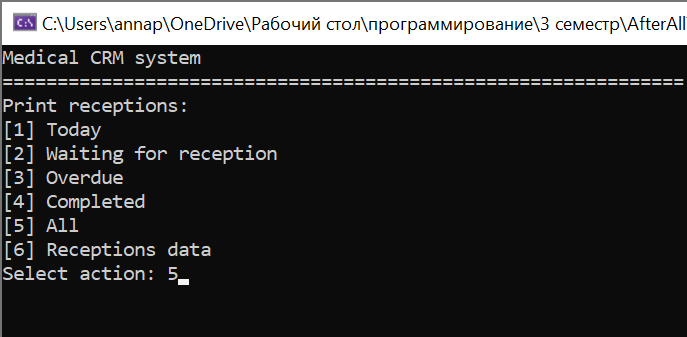 C:\Users\annap\OneDrive\Рабочий стол\программирование\3 семестр\AfterAll
Medical CRM system
==============================================================
Print receptions:
[1] Today
[2] Waiting for reception
[3] Overdue
[4] Completed
[5] All
[6] Receptions data
Select action: 5